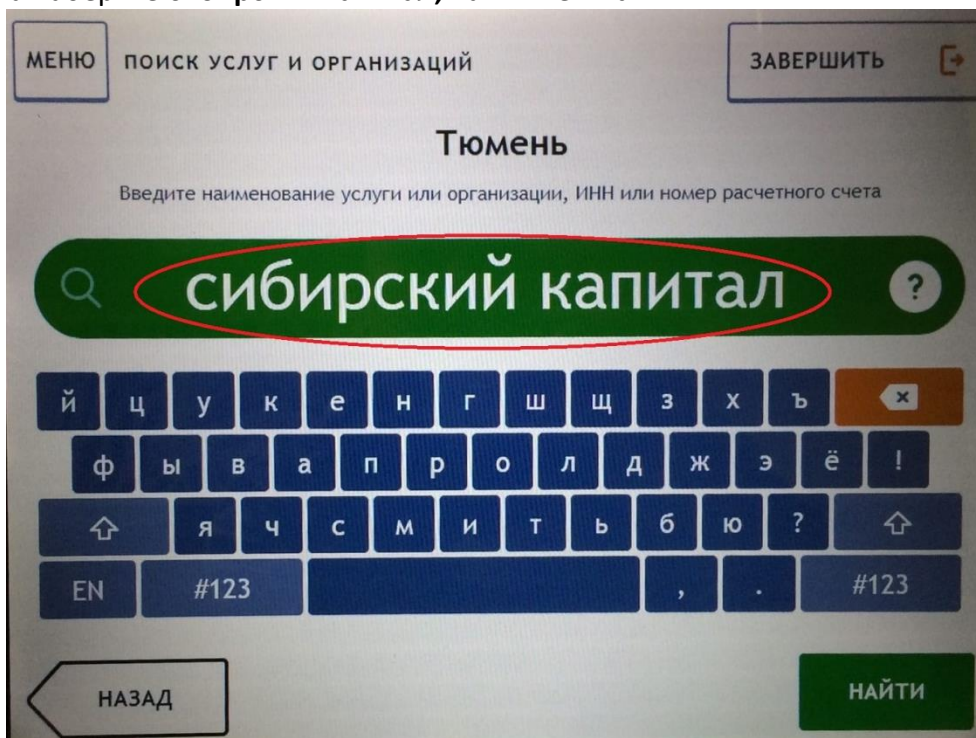 МЕНЮ ПОИСК УСЛУГ И ОРГАНИЗАЦИЙ ЗАВЕРШИТЬ
Тюмень
Введите наименование услуги или организации, ИНН или номер расчетного счета
сибирский капитал ?
й ц у к е н г ш щ з х ъ
ф ы в а п р о л д ж э ё !
я ч с м и т ь б ю ?
EN #123 , . #123
НАЗАД НАЙТИ